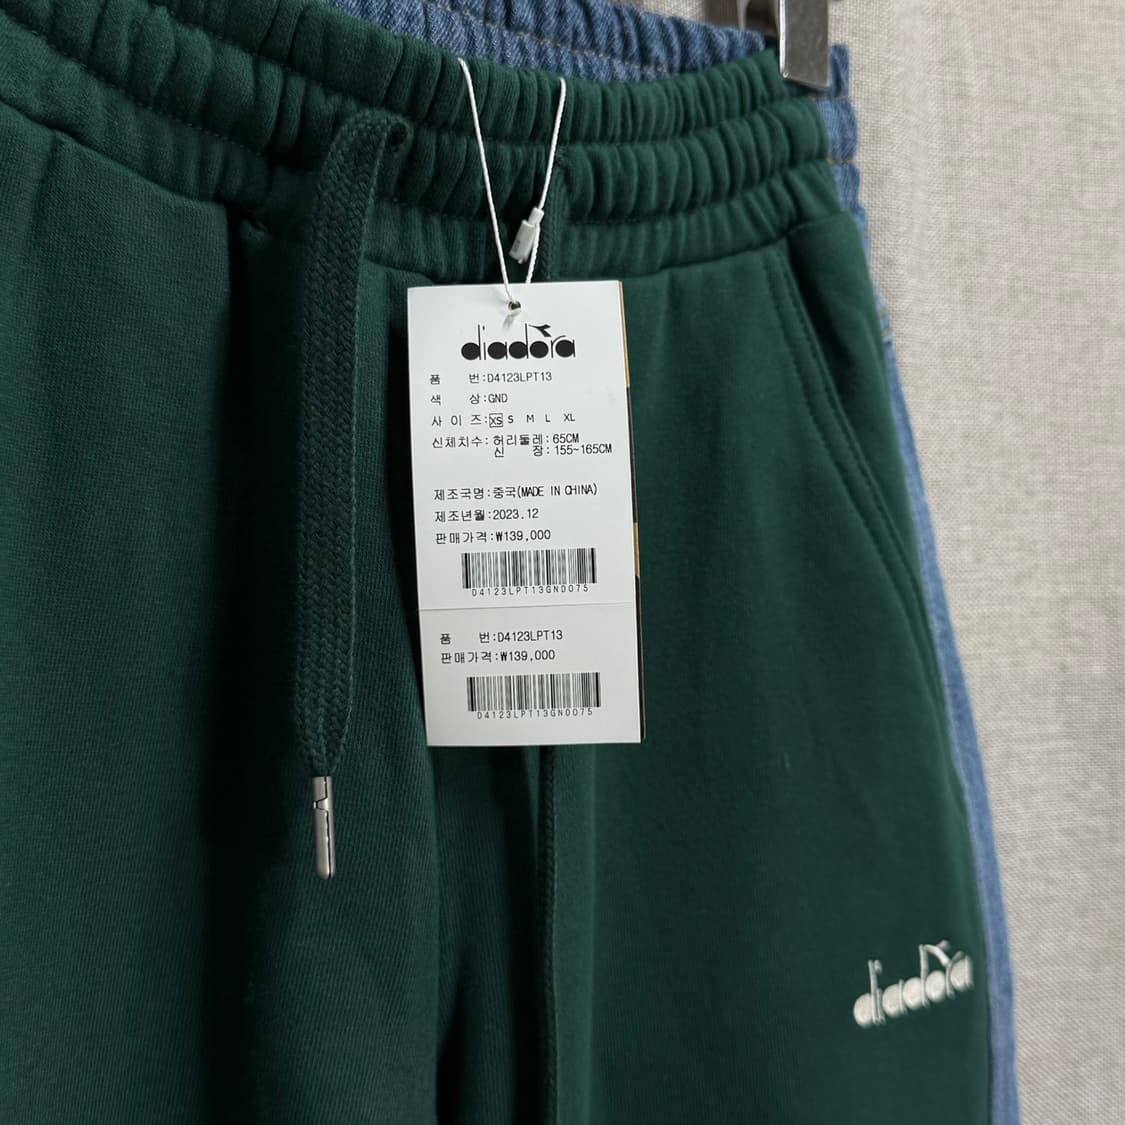 diadora
품 번:D4123LPT13
색 상:GND
사 이 즈:XS S M L XL
신체치수:허리둘레:65CM
신 장:155~165CM
제조국명:중국(MADE IN CHINA)
제조년월:2023.12
판매가격:₩139,000
D4123LPT13GND075
품 번:D4123LPT13
판매가격:₩139,000
D4123LPT13GND075
diadora